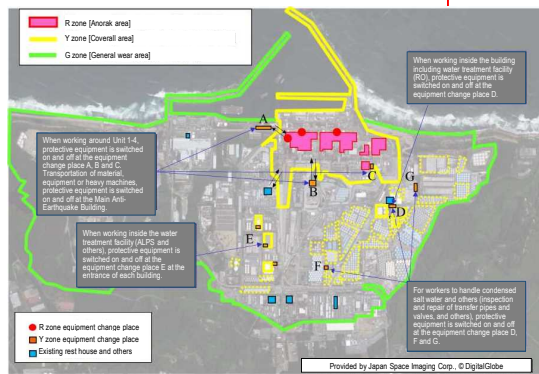 R zone [Anorak area]
Y zone [Coverall area]
G zone [General wear area]
When working inside the building
including water treatment facility
(RO), protective equipment is
switched on and off at the
equipment change place D.
A
When working around Unit 1-4,
protective equipment is switched
on and off at the equipment
change place A, B and C.
Transportation of material,
equipment or heavy machines,
protective equipment is switched
on and off at the Main Anti-
Earthquake Building.
C
G
B
D
When working inside the water
treatment facility (ALPS and
others), protective equipment is
switched on and off at the
equipment change place E at the
entrance of each building.
E
F
For workers to handle condensed
salt water and others (inspection
and repair of transfer pipes and
valves, and others), protective
equipment is switched on and off
at the equipment change place D,
F and G.
R zone equipment change place
Y zone equipment change place
Existing rest house and others
Provided by Japan Space Imaging Corp., © DigitalGlobe